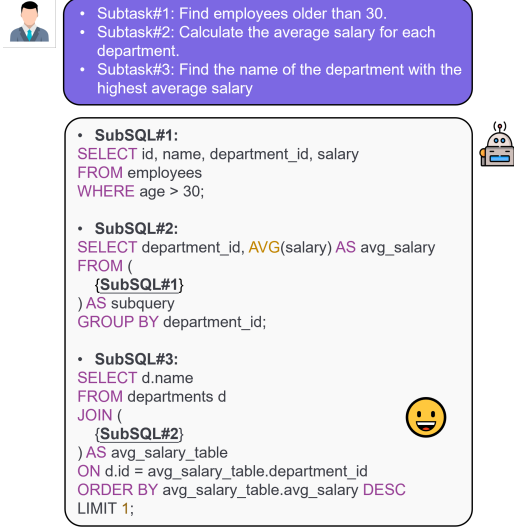 • Subtask#1: Find employees older than 30.
• Subtask#2: Calculate the average salary for each
department.
• Subtask#3: Find the name of the department with the
highest average salary
• SubSQL#1:
SELECT id, name, department_id, salary
FROM employees
WHERE age > 30;
• SubSQL#2:
SELECT department_id, AVG(salary) AS avg_salary
FROM (
{SubSQL#1}
) AS subquery
GROUP BY department_id;
• SubSQL#3:
SELECT d.name
FROM departments d
JOIN (
{SubSQL#2}
) AS avg_salary_table
ON d.id = avg_salary_table.department_id
ORDER BY avg_salary_table.avg_salary DESC
LIMIT 1;